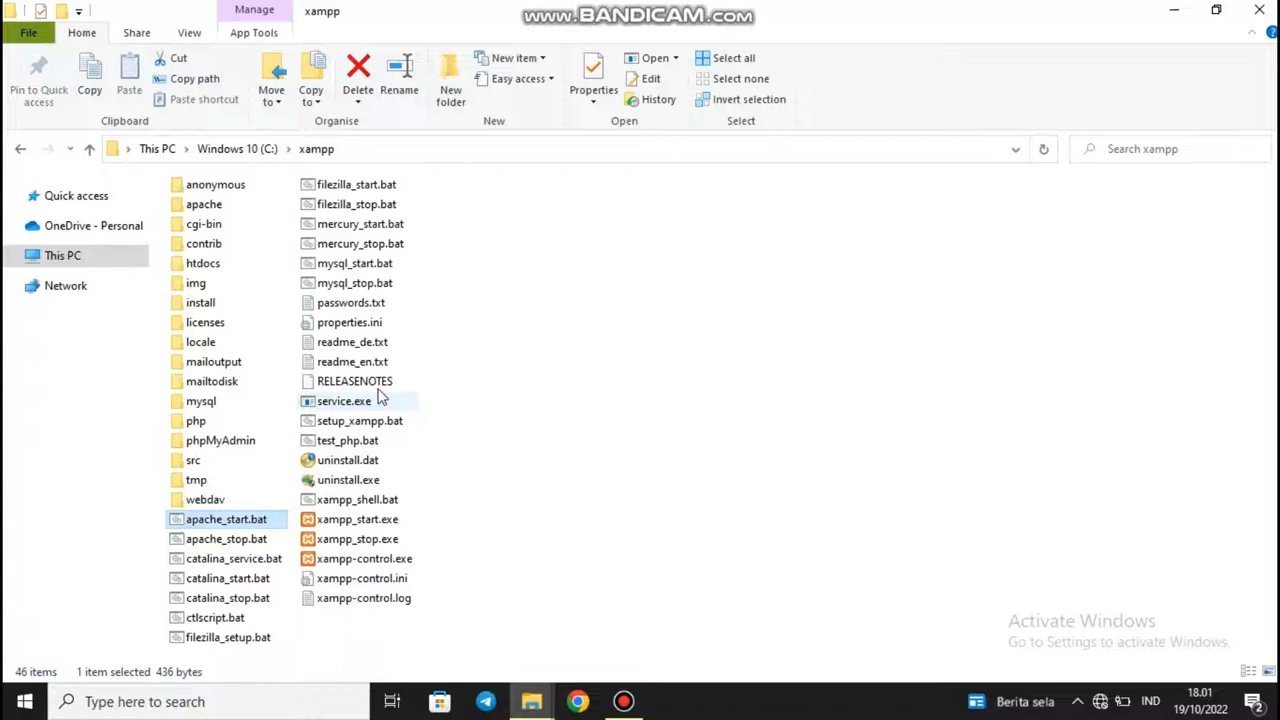 Manage
xampp
www.BANDICAM.com
File
Home
Share
View
App Tools
Pin to Quick access
Copy
Paste
Cut
Copy path
Paste shortcut
Clipboard
Move to
Copy to
Delete
Rename
Organise
New folder
New item
Easy access
New
Properties
Open
Edit
History
Open
Select all
Select none
Invert selection
Select
This PC > Windows 10 (C:) > xampp
Search xampp
Quick access
OneDrive - Personal
This PC
Network
anonymous
apache
cgi-bin
contrib
htdocs
img
install
licenses
locale
mailoutput
mailtodisk
mysql
php
phpMyAdmin
src
tmp
webdav
apache_start.bat
apache_stop.bat
catalina_service.bat
catalina_start.bat
catalina_stop.bat
ctlscript.bat
filezilla_setup.bat
filezilla_start.bat
filezilla_stop.bat
mercury_start.bat
mercury_stop.bat
mysql_start.bat
mysql_stop.bat
passwords.txt
properties.ini
readme_de.txt
readme_en.txt
RELEASENOTES
service.exe
setup_xampp.bat
test_php.bat
uninstall.dat
uninstall.exe
xampp_shell.bat
xampp_start.exe
xampp_stop.exe
xampp-control.exe
xampp-control.ini
xampp-control.log
Activate Windows
Go to Settings to activate Windows.
46 items 1 item selected 436 bytes
Type here to search
Berita sela
IND
18.01
19/10/2022
2